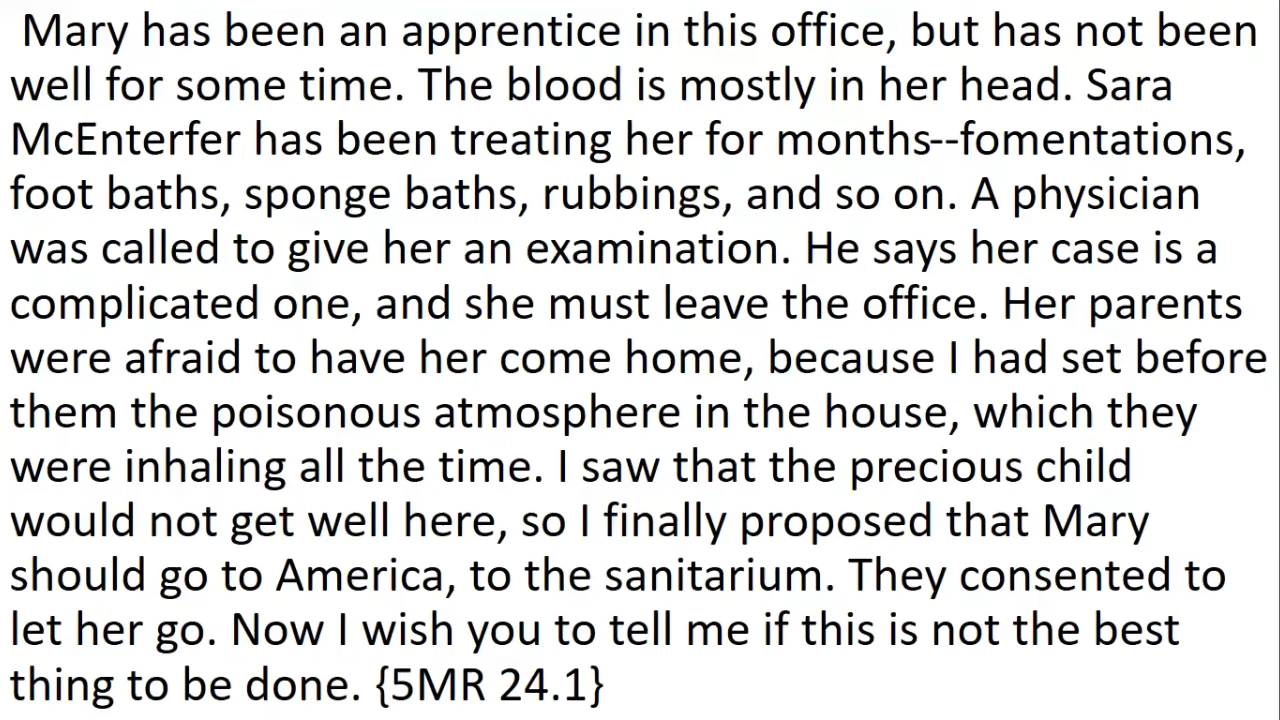 Mary has been an apprentice in this office, but has not been
well for some time. The blood is mostly in her head. Sara
McEnterfer has been treating her for months--fomentations,
foot baths, sponge baths, rubbings, and so on. A physician
was called to give her an examination. He says her case is a
complicated one, and she must leave the office. Her parents
were afraid to have her come home, because I had set before
them the poisonous atmosphere in the house, which they
were inhaling all the time. I saw that the precious child
would not get well here, so I finally proposed that Mary
should go to America, to the sanitarium. They consented to
let her go. Now I wish you to tell me if this is not the best
thing to be done. {5MR 24.1}